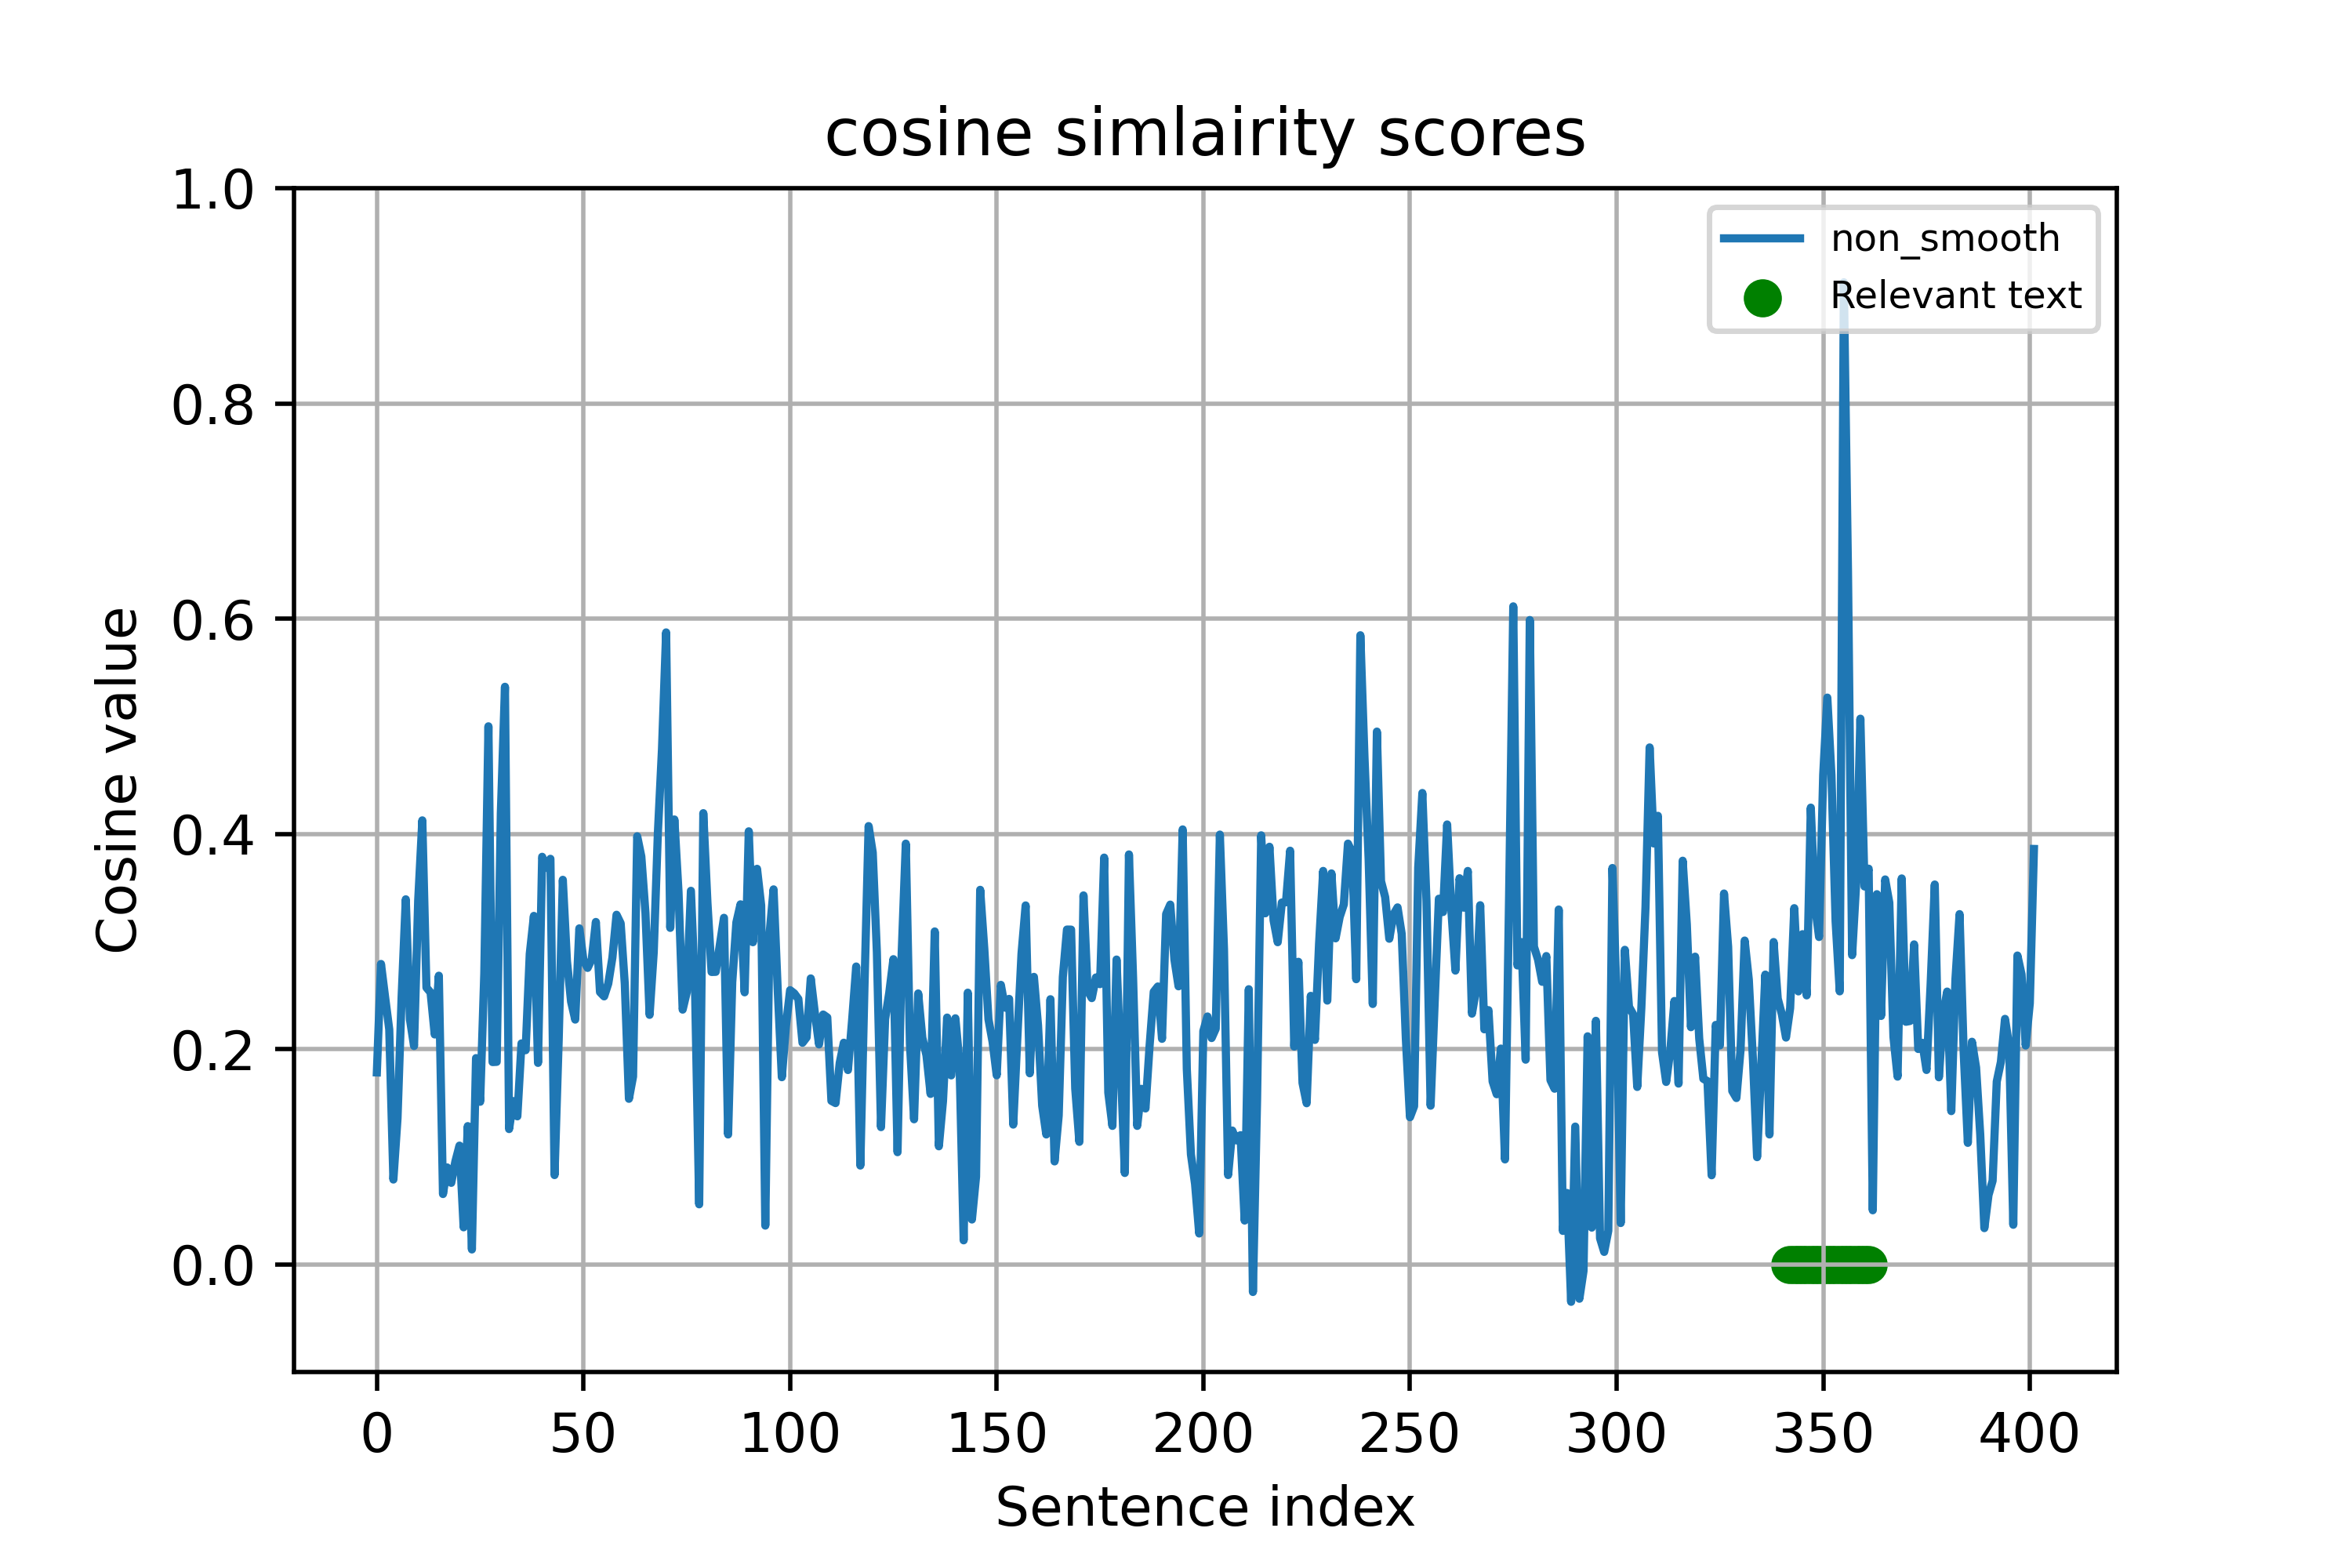 cosine simlairity scores
1.0
0.8
0.6
0.4
0.2
0.0
Cosine value
non_smooth
Relevant text
0 50 100 150 200 250 300 350 400
Sentence index